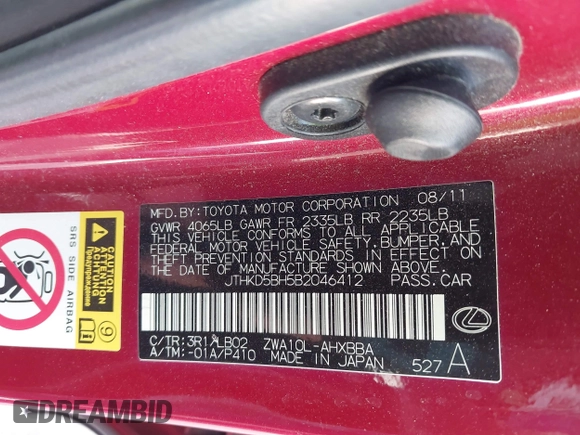 MFD. BY: TOYOTA MOTOR CORPORATION 08/11
GVWR 4065LB GAWR FR 2335LB RR 2235LB
THIS VEHICLE CONFORMS TO ALL APPLICABLE
FEDERAL MOTOR VEHICLE SAFETY, BUMPER, AND
THEFT PREVENTION STANDARDS IN EFFECT ON THE
DATE OF MANUFACTURE SHOWN ABOVE.
JTHKD5BH5B2046412 PASS. CAR
C/TR: 3R1 LB02 ZWA10L-AHXBBA
A/TM: -01A/P410 MADE IN JAPAN 527 A
SRS SIDE AIRBAG
CAUTION
ACHTUNG
Предупреждение
9
DREAMBID